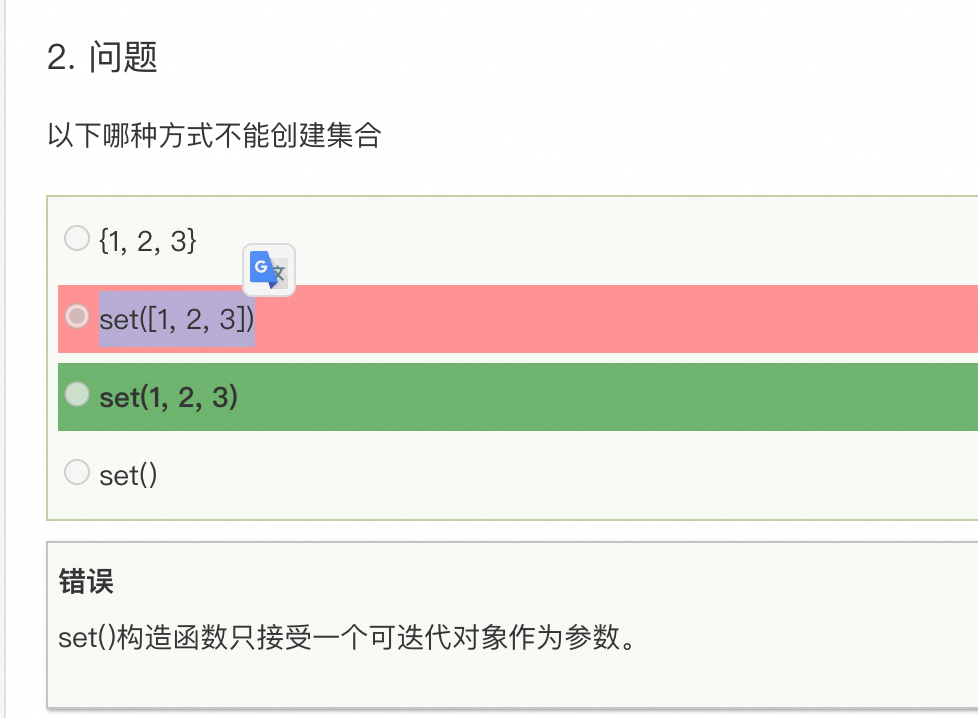 2. 问题
以下哪种方式不能创建集合
{1, 2, 3}
G 文
set([1, 2, 3])
set(1, 2, 3)
set()
错误
set()构造函数只接受一个可迭代对象作为参数。